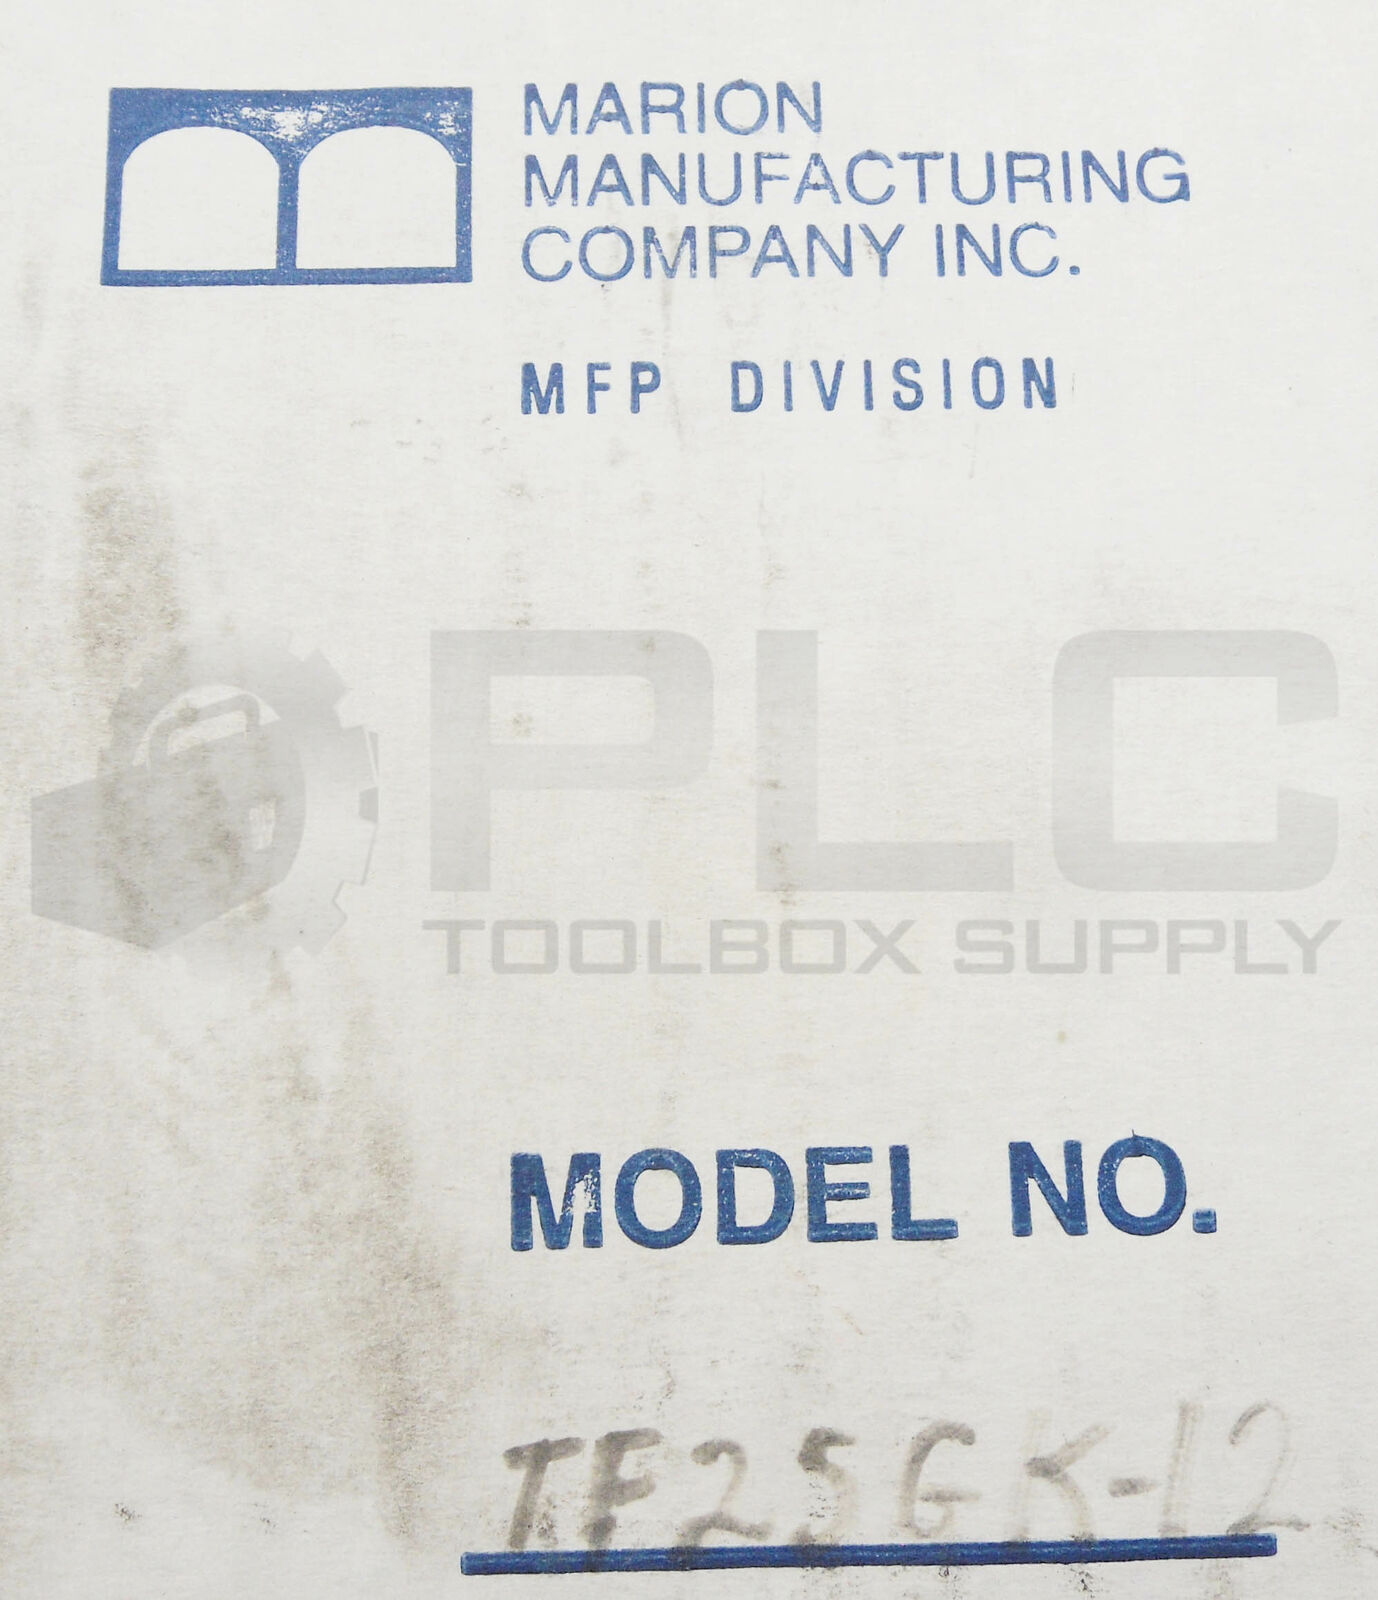 MARION
MANUFACTURING
COMPANY INC.
MFP DIVISION
PLC
TOOLBOX SUPPLY
MODEL NO.
TF25GK-12